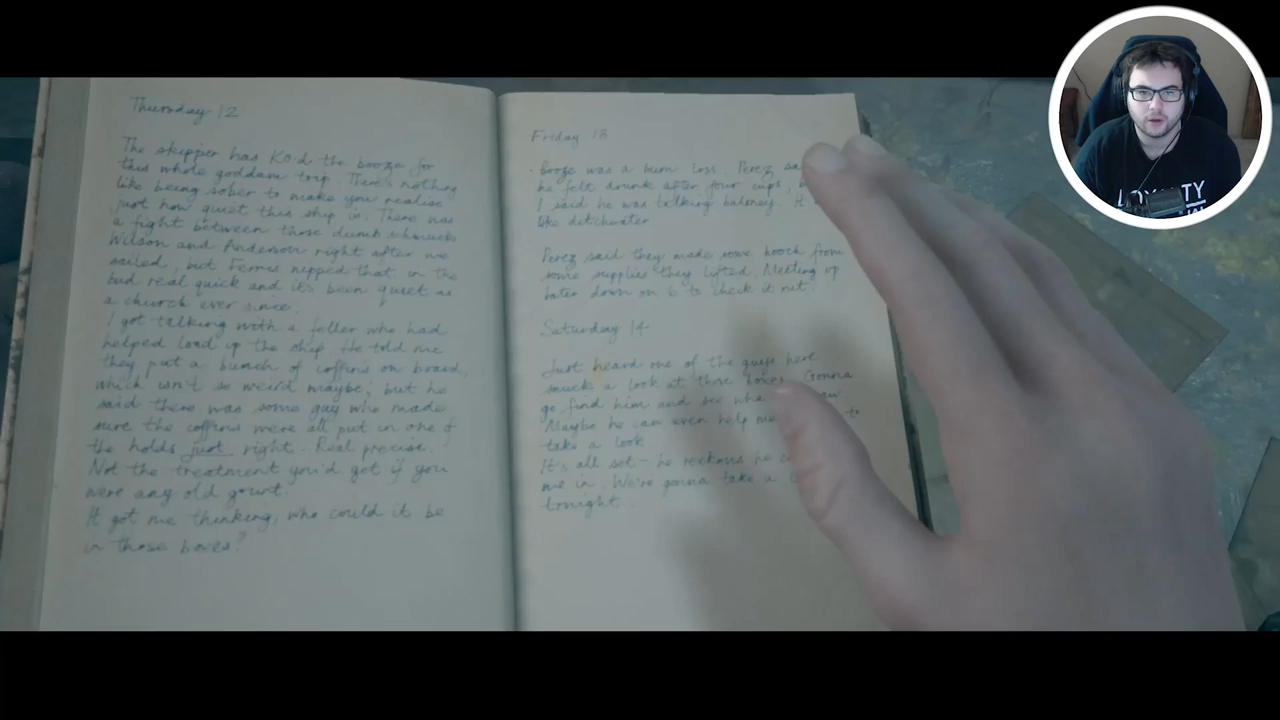 Thursday 12
The skipper has KO'd the booze for
this whole goddam trip. There's nothing
like being sober to make you realise
just how quiet this ship is. There was
a fight between those dumb schmucks
Wilson and Anderson right after we
sailed, but Ferres nipped that in the
bud real quick and it's been quiet as
a church ever since.
I got talking with a feller who had
helped load up the ship. He told me
they put a bunch of coffins on board,
which isn't so weird maybe, but he
said there was some guy who made
sure the coffins were all put in one of
the holds just right. Real precise.
Not the treatment you'd get if you
were any old grunt.
It got me thinking, who could it be
in those boxes?
Friday 13
Booze was a bum loss. Perez
he felt drunk after four cups,
I said he was talking baloney. It
like ditchwater
Perez said they made some hooch from
some supplies they lifted. Meeting up
later down on 6 to check it out.
Saturday 14
Just heard one of the guys here
snuck a look at those boxes. Gonna
go find him and see
Maybe he can even help me to
take a look
It's all set - he reckons he
me in. We're gonna take a
tonight.
LOYALTY